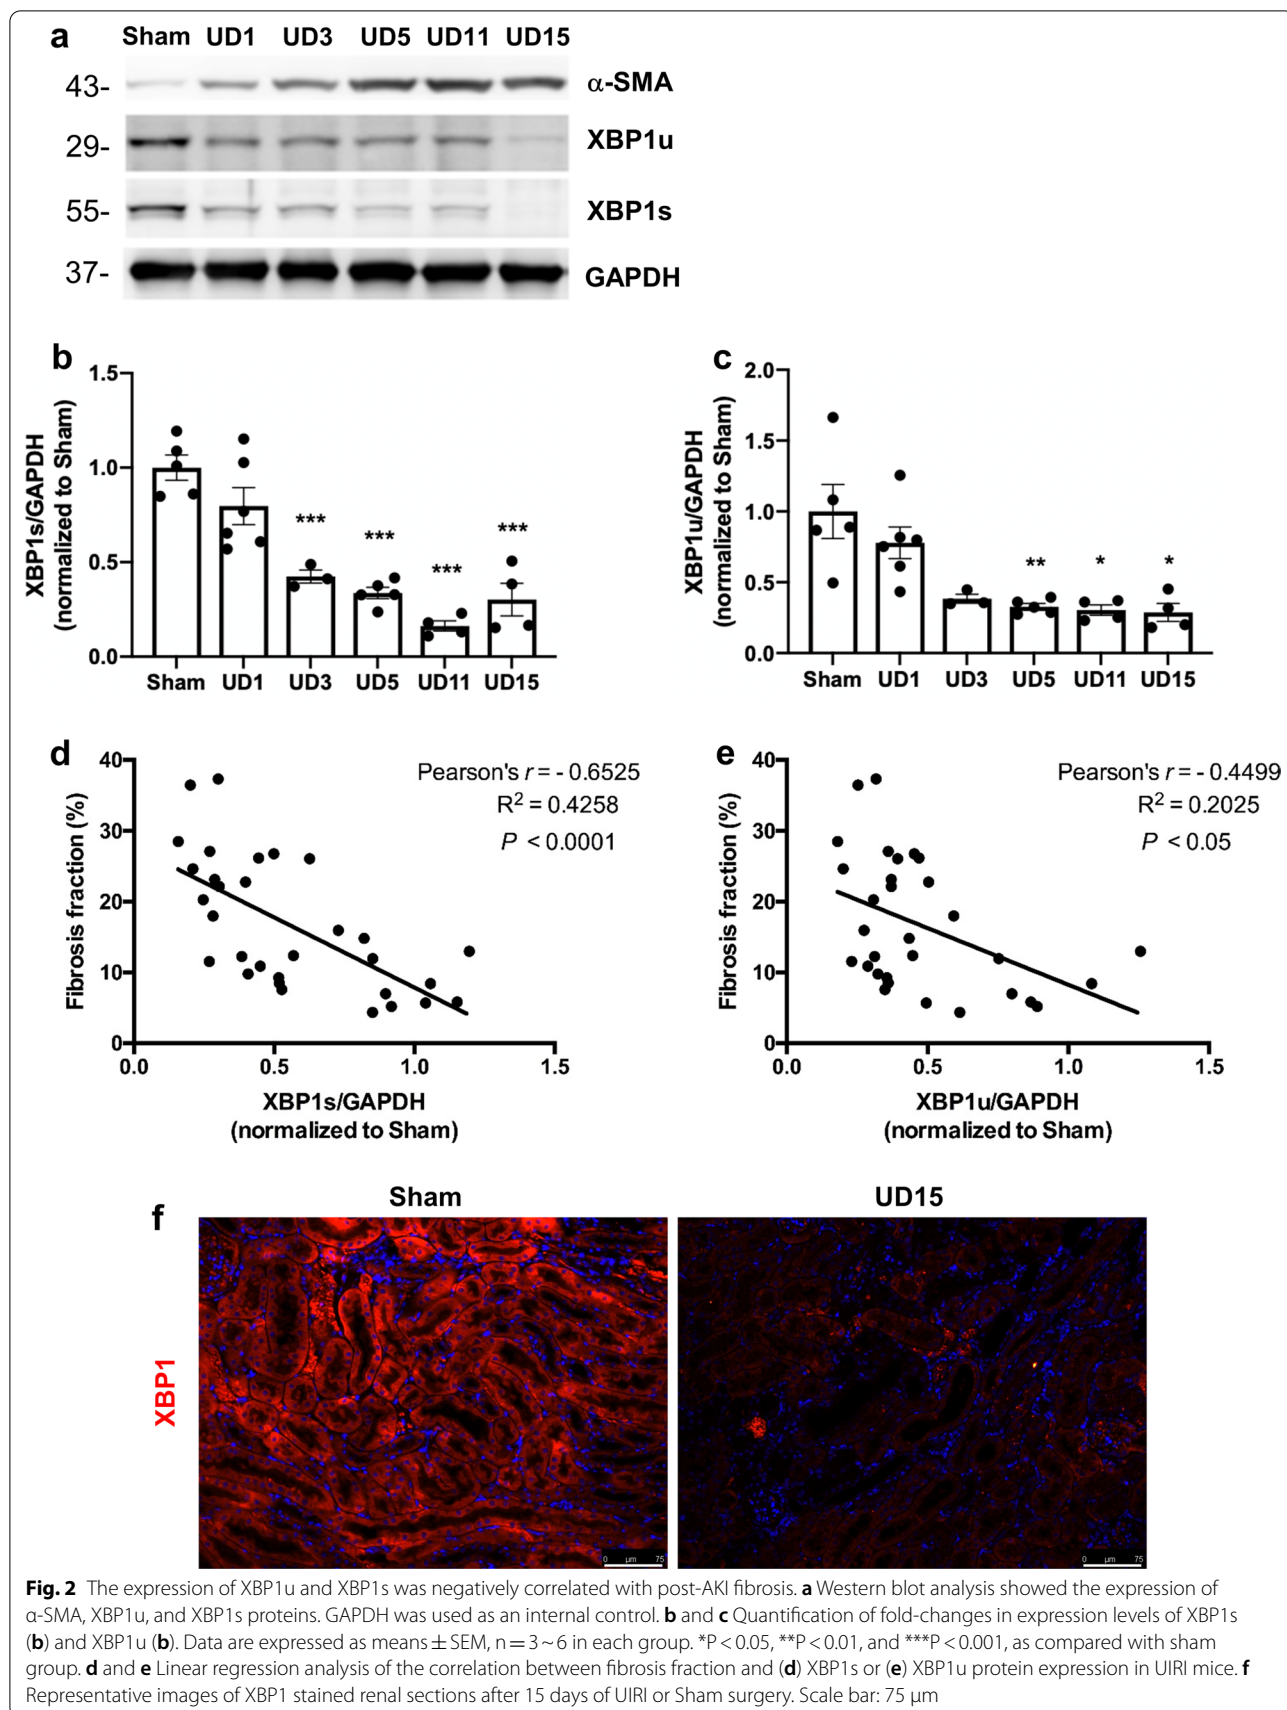 a
Sham UD1 UD3 UD5 UD11 UD15
43- α-SMA
29- XBP1u
55- XBP1s
37- GAPDH
b
XBP1s/GAPDH
(normalized to Sham)
1.5
1.0
0.5
0.0
***
***
***
***
Sham UD1 UD3 UD5 UD11 UD15
c
XBP1u/GAPDH
(normalized to Sham)
2.0
1.5
1.0
0.5
0.0
**
*
*
Sham UD1 UD3 UD5 UD11 UD15
d
Fibrosis fraction (%)
40
30
20
10
0
Pearson's r = - 0.6525
R² = 0.4258
P < 0.0001
0.0 0.5 1.0 1.5
XBP1s/GAPDH
(normalized to Sham)
e
Fibrosis fraction (%)
40
30
20
10
0
Pearson's r = - 0.4499
R² = 0.2025
P < 0.05
0.0 0.5 1.0 1.5
XBP1u/GAPDH
(normalized to Sham)
f
Sham UD15
XBP1
0 µm 75
0 µm 75
Fig. 2 The expression of XBP1u and XBP1s was negatively correlated with post-AKI fibrosis. a Western blot analysis showed the expression of
α-SMA, XBP1u, and XBP1s proteins. GAPDH was used as an internal control. b and c Quantification of fold-changes in expression levels of XBP1s
(b) and XBP1u (b). Data are expressed as means ± SEM, n = 3 ~ 6 in each group. *P < 0.05, **P < 0.01, and ***P < 0.001, as compared with sham
group. d and e Linear regression analysis of the correlation between fibrosis fraction and (d) XBP1s or (e) XBP1u protein expression in UIRI mice. f
Representative images of XBP1 stained renal sections after 15 days of UIRI or Sham surgery. Scale bar: 75 µm